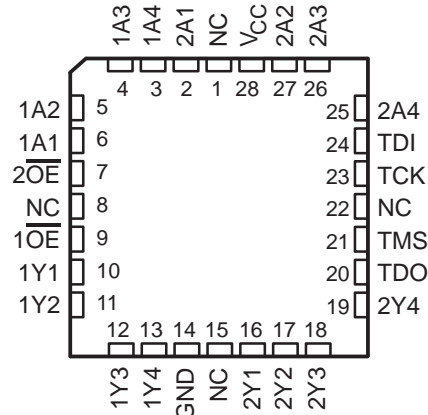 1A3 1A4 2A1 NC VCC 2A2 2A3
4 3 2 1 28 27 26
1A2 5 25 2A4
1A1 6 24 TDI
2O̅E̅ 7 23 TCK
NC 8 22 NC
1O̅E̅ 9 21 TMS
1Y1 10 20 TDO
1Y2 11 19 2Y4
12 13 14 15 16 17 18
1Y3 1Y4 GND NC 2Y1 2Y2 2Y3